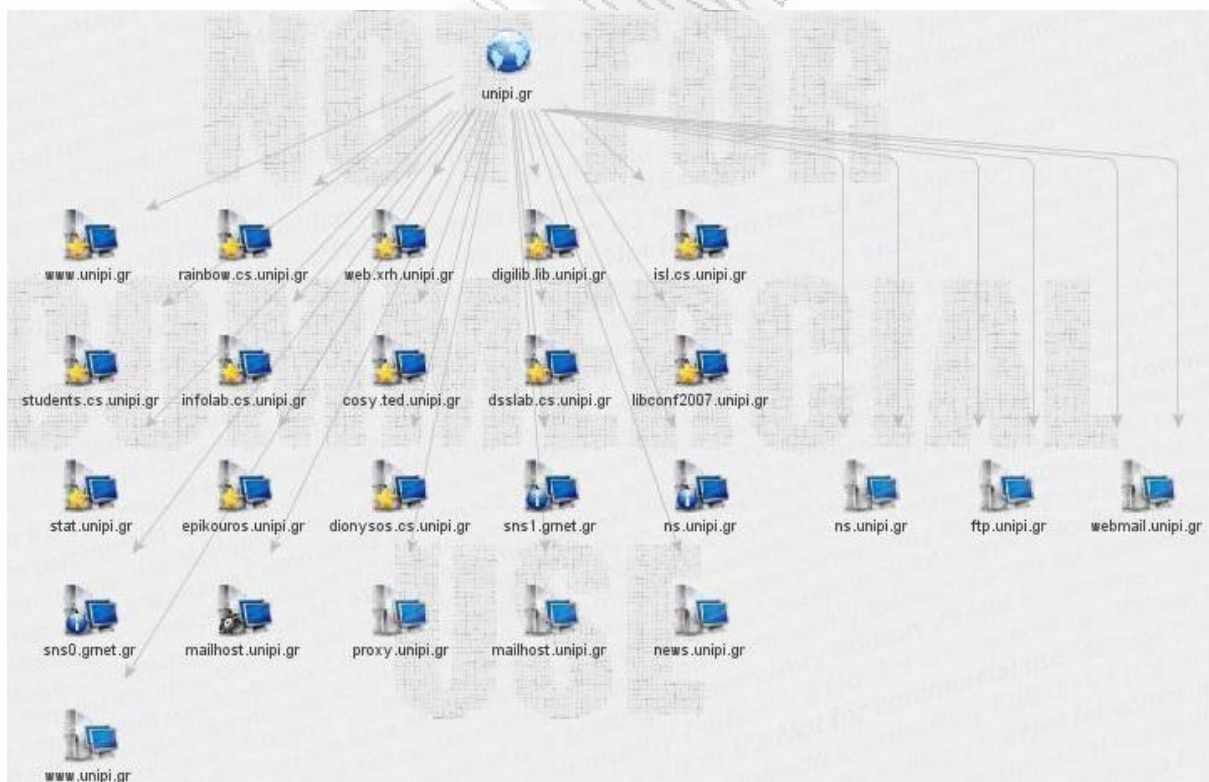 NOT FOR
COMMERCIAL
USE
unipi.gr
www.unipi.gr
rainbow.cs.unipi.gr
web.xrh.unipi.gr
digilib.lib.unipi.gr
isl.cs.unipi.gr
students.cs.unipi.gr
infolab.cs.unipi.gr
cosy.ted.unipi.gr
dsslab.cs.unipi.gr
libconf2007.unipi.gr
stat.unipi.gr
epikouros.unipi.gr
dionysos.cs.unipi.gr
sns1.grnet.gr
ns.unipi.gr
ns.unipi.gr
ftp.unipi.gr
webmail.unipi.gr
sns0.grnet.gr
mailhost.unipi.gr
proxy.unipi.gr
mailhost.unipi.gr
news.unipi.gr
www.unipi.gr